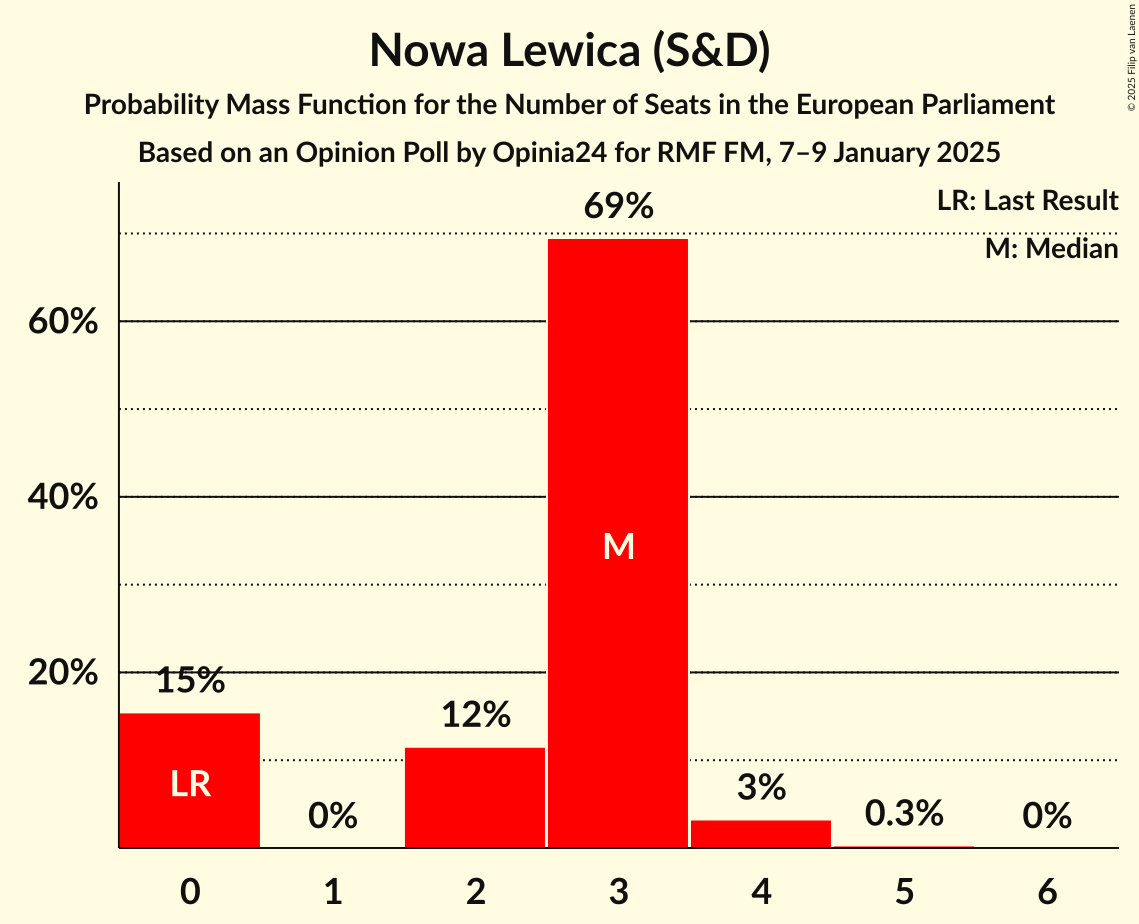 Nowa Lewica (S&D)
Probability Mass Function for the Number of Seats in the European Parliament
Based on an Opinion Poll by Opinia24 for RMF FM, 7–9 January 2025
© 2025 Filip van Laenen
LR: Last Result
M: Median
69%
60%
40%
M
20%
15%
12%
LR
3%
0%
0.3%
0%
0 1 2 3 4 5 6